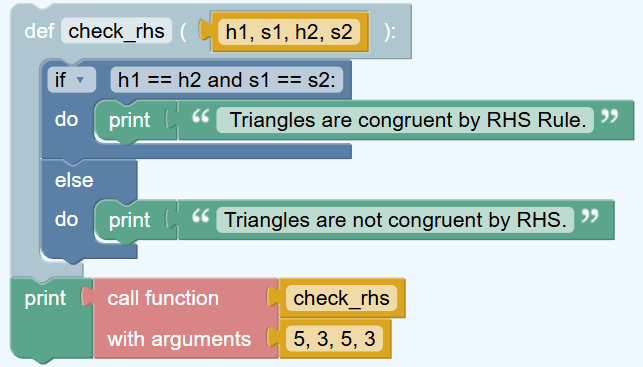 def check_rhs ( h1, s1, h2, s2 ):
if ▾ h1 == h2 and s1 == s2:
do print “ Triangles are congruent by RHS Rule. ”
else
do print “ Triangles are not congruent by RHS. ”
print call function check_rhs
with arguments 5, 3, 5, 3